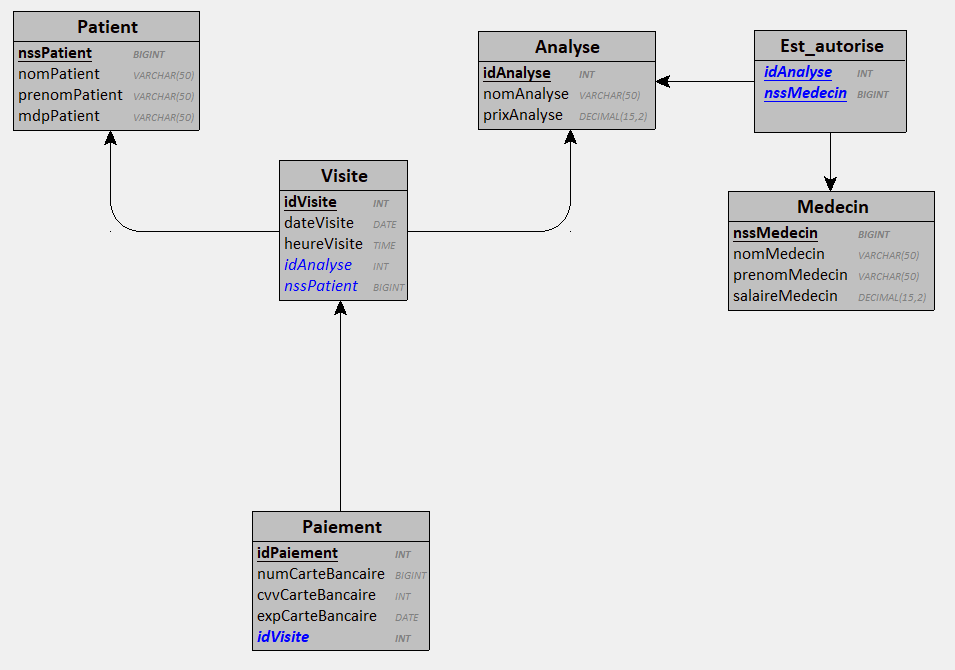 Patient
nssPatient BIGINT
nomPatient VARCHAR(50)
prenomPatient VARCHAR(50)
mdpPatient VARCHAR(50)
Analyse
idAnalyse INT
nomAnalyse VARCHAR(50)
prixAnalyse DECIMAL(15,2)
Est_autorise
idAnalyse INT
nssMedecin BIGINT
Visite
idVisite INT
dateVisite DATE
heureVisite TIME
idAnalyse INT
nssPatient BIGINT
Medecin
nssMedecin BIGINT
nomMedecin VARCHAR(50)
prenomMedecin VARCHAR(50)
salaireMedecin DECIMAL(15,2)
Paiement
idPaiement INT
numCarteBancaire BIGINT
cvvCarteBancaire INT
expCarteBancaire DATE
idVisite INT